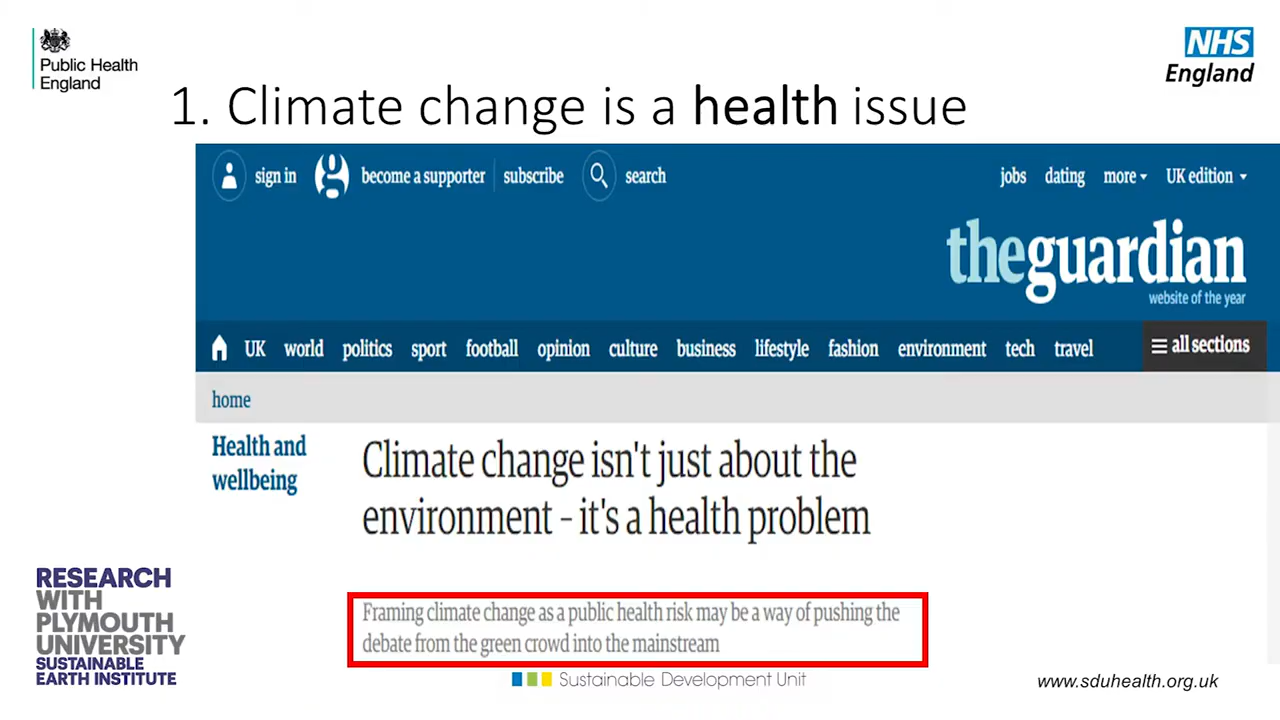 Public Health
England
NHS
England
1. Climate change is a health issue
sign in
g
become a supporter
subscribe
search
jobs
dating
more
UK edition
theguardian
website of the year
UK
world
politics
sport
football
opinion
culture
business
lifestyle
fashion
environment
tech
travel
all sections
home
Health and
wellbeing
Climate change isn't just about the
environment – it's a health problem
Framing climate change as a public health risk may be a way of pushing the
debate from the green crowd into the mainstream
RESEARCH
WITH
PLYMOUTH
UNIVERSITY
SUSTAINABLE
EARTH INSTITUTE
Sustainable Development Unit
www.sduhealth.org.uk